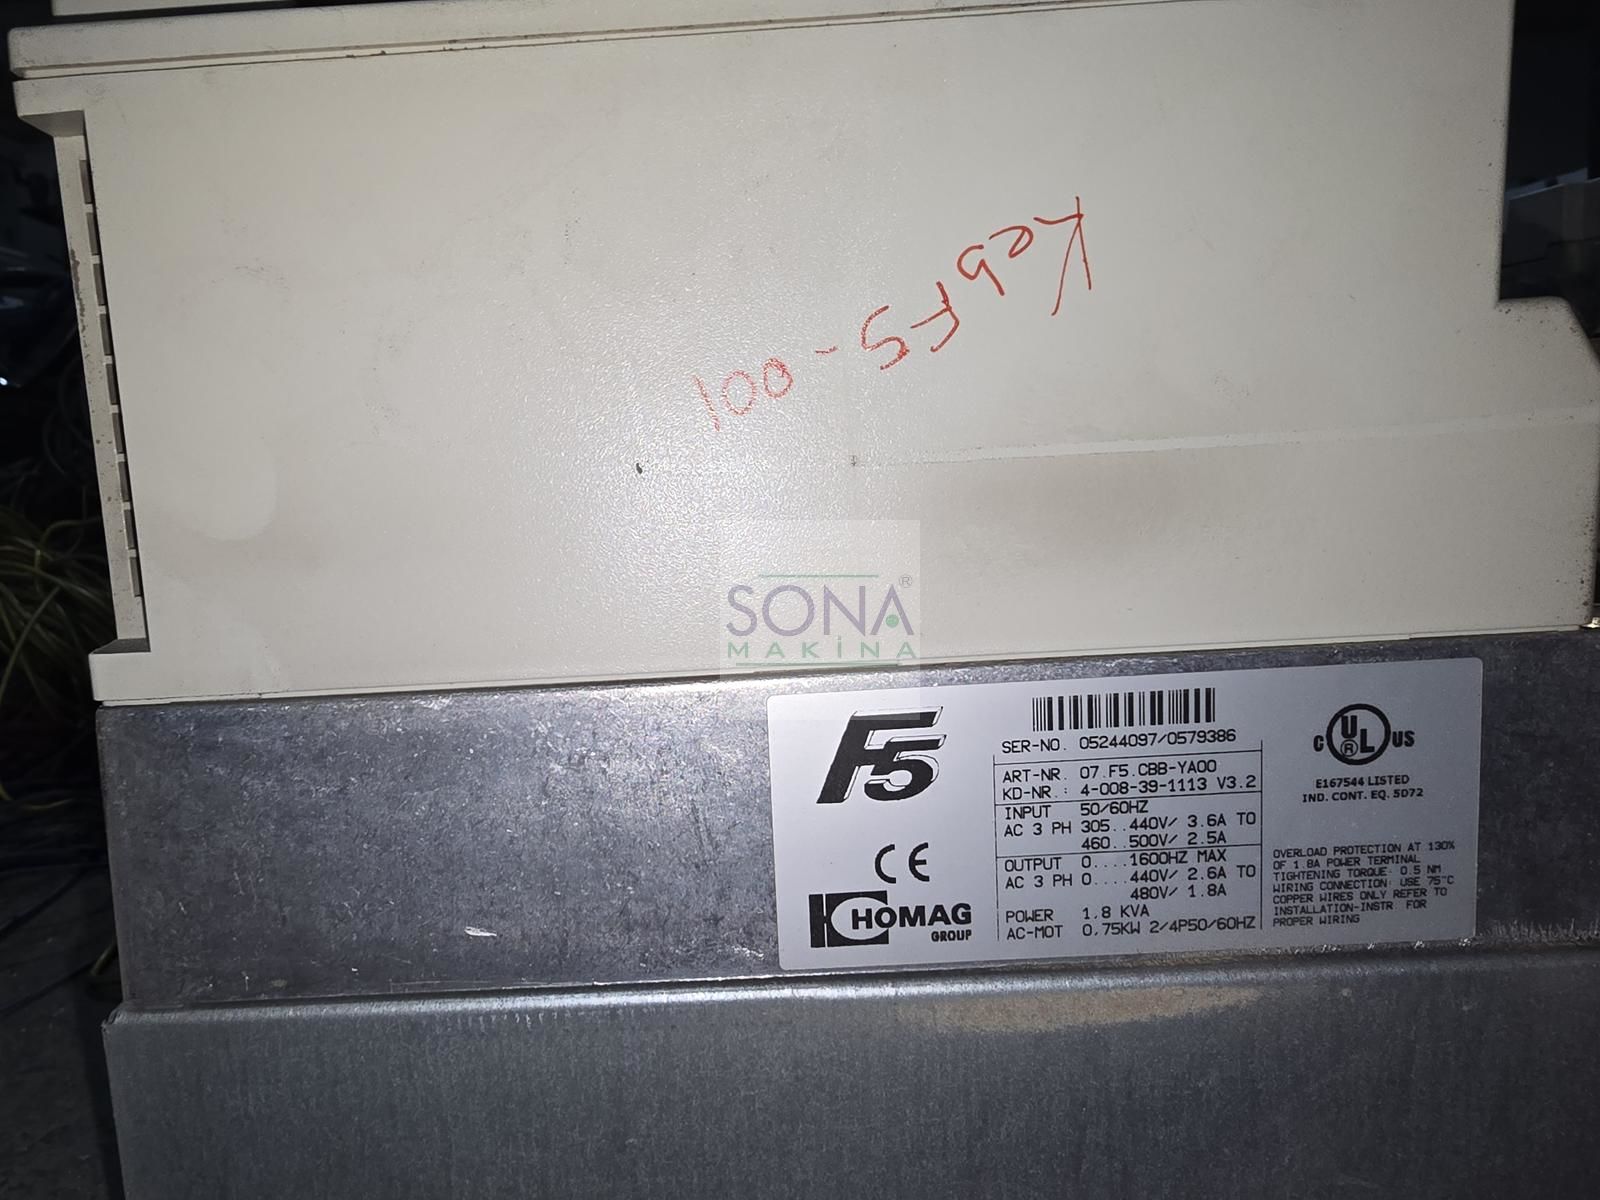 Keb F5-001
SONA®
MAKİNA
F5
CE
HOMAG
GROUP
SER-NO. 05244097/0579386
ART-NR. 07.F5.CBB-YA00
KD-NR.: 4-008-39-1113 V3.2
INPUT 50/60HZ
AC 3 PH 305..440V/ 3.6A TO
460..500V/ 2.5A
OUTPUT 0....1600HZ MAX
AC 3 PH 0....440V/ 2.6A TO
480V/ 1.8A
POWER 1.8 KVA
AC-MOT 0,75KW 2/4P50/60HZ
C UL® US
E167544 LISTED
IND. CONT. EQ. 5D72
OVERLOAD PROTECTION AT 130%
OF 1.8A POWER TERMINAL
TIGHTENING TORQUE: 0.5 NM
WIRING CONNECTION: USE 75°C
COPPER WIRES ONLY REFER TO
INSTALLATION-INSTR FOR
PROPER WIRING